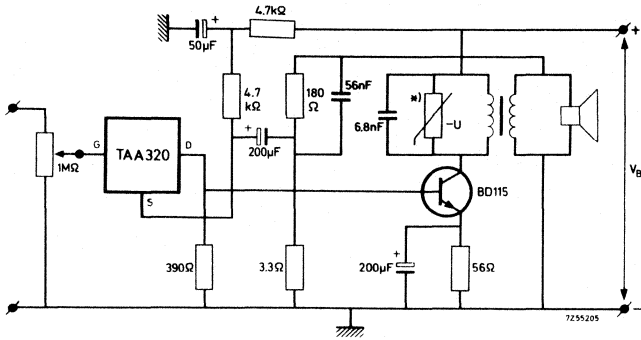 4.7kΩ
+
50µF
+
4.7
kΩ
180
Ω
56nF
*)
-U
6.8nF
+
200µF
G
TAA320
D
S
1MΩ
BD115
VB
390Ω
3.3Ω
+
200µF
56Ω
7Z55205
−